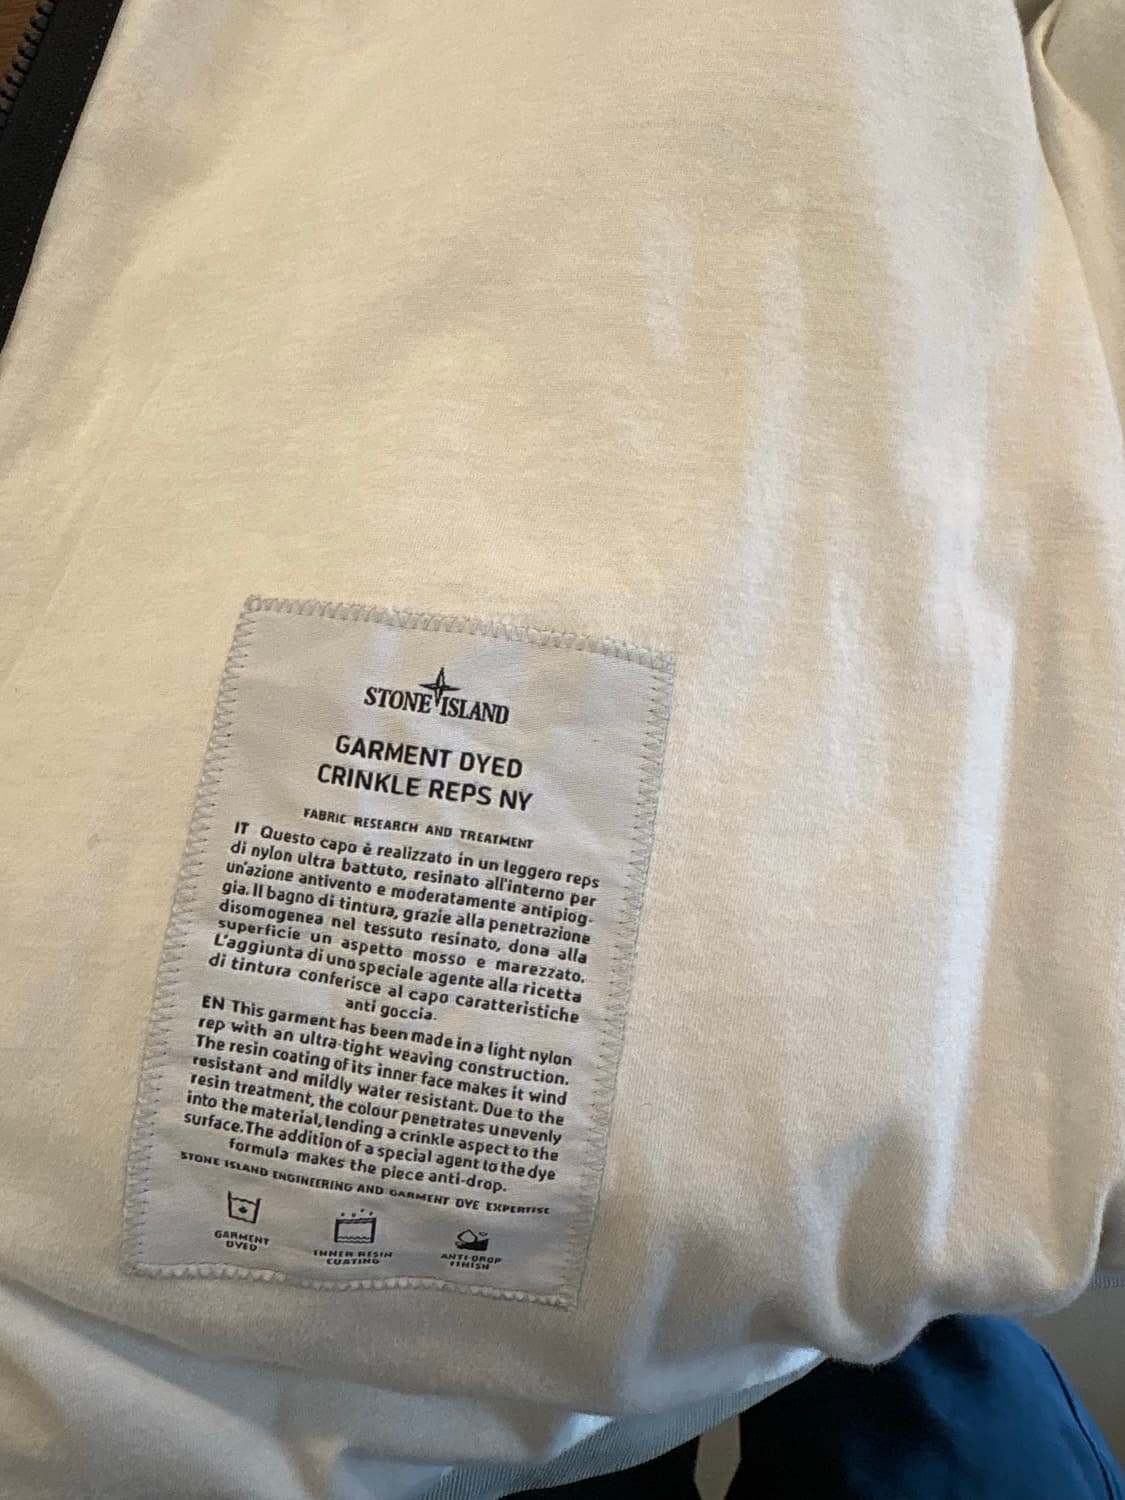 STONE ISLAND
GARMENT DYED
CRINKLE REPS NY
FABRIC RESEARCH AND TREATMENT
IT Questo capo è realizzato in un leggero reps
di nylon ultra battuto, resinato all'interno per
un'azione antivento e moderatamente antipiog-
gia. Il bagno di tintura, grazie alla penetrazione
disomogenea nel tessuto resinato, dona alla
superficie un aspetto mosso e marezzato.
L'aggiunta di uno speciale agente alla ricetta
di tintura conferisce al capo caratteristiche
anti goccia.
EN This garment has been made in a light nylon
rep with an ultra-tight weaving construction.
The resin coating of its inner face makes it wind
resistant and mildly water resistant. Due to the
resin treatment, the colour penetrates unevenly
into the material, lending a crinkle aspect to the
surface. The addition of a special agent to the dye
formula makes the piece anti-drop.
STONE ISLAND ENGINEERING AND GARMENT DYE EXPERTISE
GARMENT
DYED
INNER RESIN
COATING
ANTI-DROP
FINISH